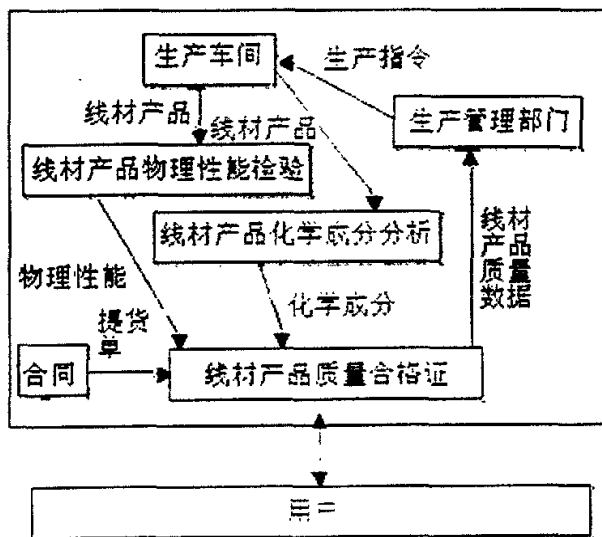 生产车间
生产指令
线材产品
线材产品
生产管理部门
线材产品物理性能检验
线材产品化学成分分析
线材
产品
质量
数据
物理性能
化学成分
提货
单
合同
线材产品质量合格证
用户